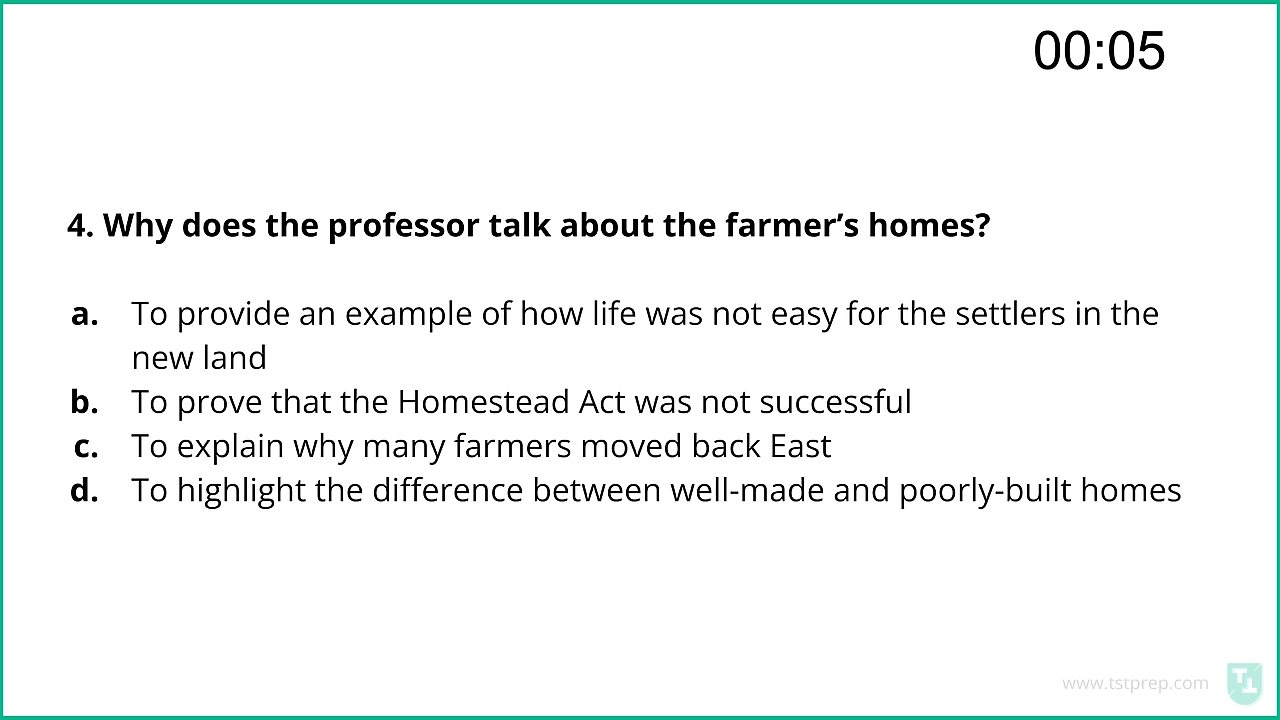 00:05
4. Why does the professor talk about the farmer’s homes?
a. To provide an example of how life was not easy for the settlers in the
new land
b. To prove that the Homestead Act was not successful
c. To explain why many farmers moved back East
d. To highlight the difference between well-made and poorly-built homes
www.tstprep.com